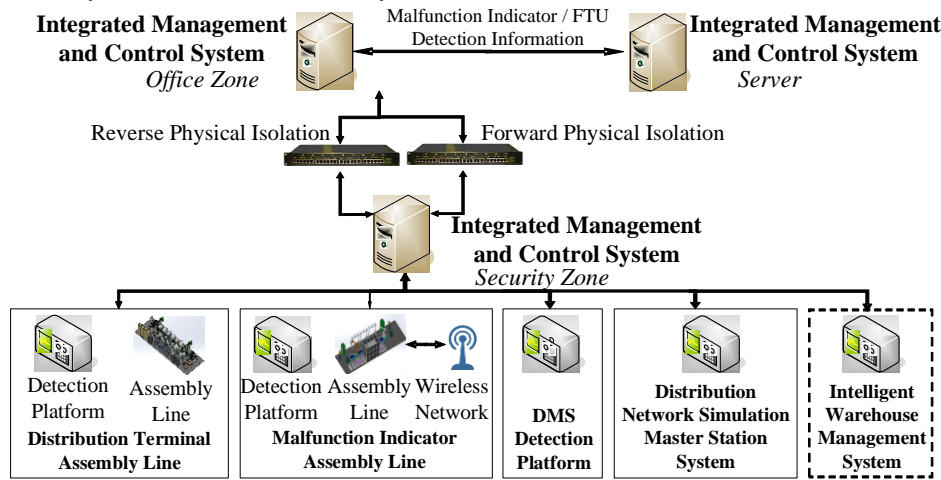 Malfunction Indicator / FTU
Detection Information
Integrated Management
and Control System
Office Zone
Integrated Management
and Control System
Server
Reverse Physical Isolation
Forward Physical Isolation
Integrated Management
and Control System
Security Zone
Detection
Platform
Assembly
Line
Distribution Terminal
Assembly Line
Detection
Platform
Assembly
Line
Wireless
Network
Malfunction Indicator
Assembly Line
DMS
Detection
Platform
Distribution
Network Simulation
Master Station
System
Intelligent
Warehouse
Management
System